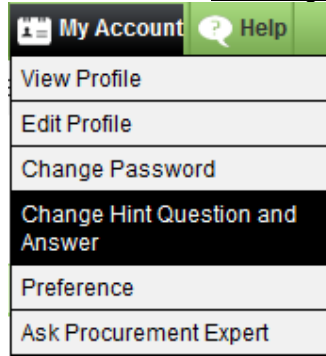 My Account Help
View Profile
Edit Profile
Change Password
Change Hint Question and
Answer
Preference
Ask Procurement Expert